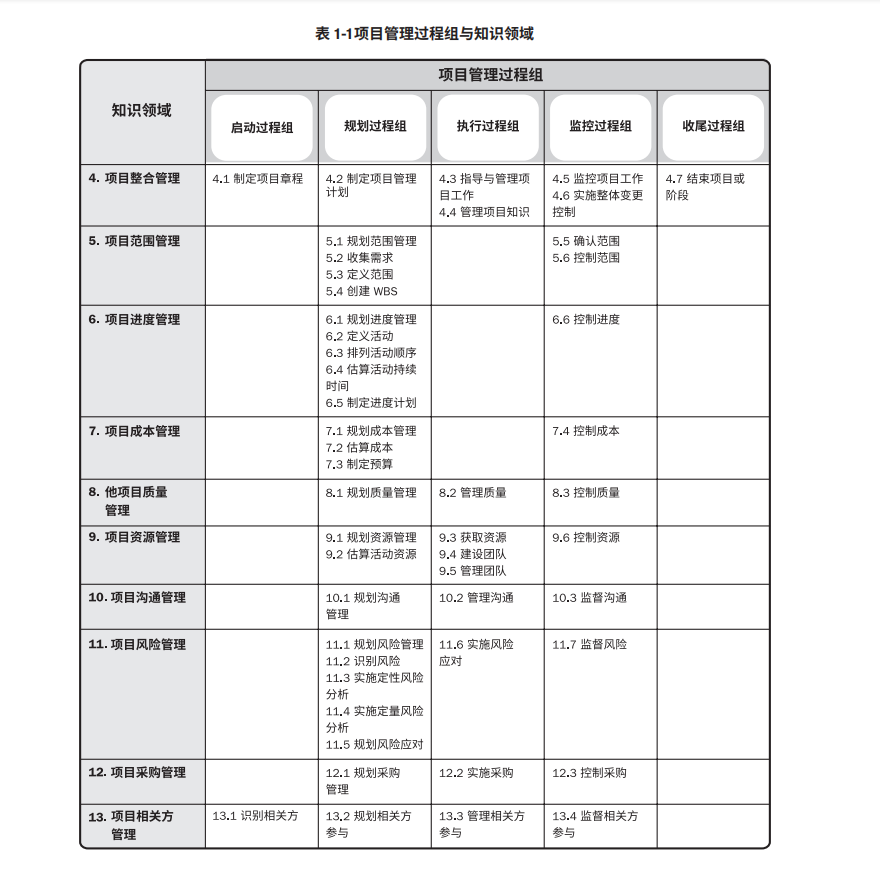 表 1-1项目管理过程组与知识领域
知识领域
项目管理过程组
启动过程组
规划过程组
执行过程组
监控过程组
收尾过程组
4. 项目整合管理
4.1 制定项目章程
4.2 制定项目管理
计划
4.3 指导与管理项
目工作
4.4 管理项目知识
4.5 监控项目工作
4.6 实施整体变更
控制
4.7 结束项目或
阶段
5. 项目范围管理
5.1 规划范围管理
5.2 收集需求
5.3 定义范围
5.4 创建 WBS
5.5 确认范围
5.6 控制范围
6. 项目进度管理
6.1 规划进度管理
6.2 定义活动
6.3 排列活动顺序
6.4 估算活动持续
时间
6.5 制定进度计划
6.6 控制进度
7. 项目成本管理
7.1 规划成本管理
7.2 估算成本
7.3 制定预算
7.4 控制成本
8. 他项目质量
管理
8.1 规划质量管理
8.2 管理质量
8.3 控制质量
9. 项目资源管理
9.1 规划资源管理
9.2 估算活动资源
9.3 获取资源
9.4 建设团队
9.5 管理团队
9.6 控制资源
10. 项目沟通管理
10.1 规划沟通
管理
10.2 管理沟通
10.3 监督沟通
11. 项目风险管理
11.1 规划风险管理
11.2 识别风险
11.3 实施定性风险
分析
11.4 实施定量风险
分析
11.5 规划风险应对
11.6 实施风险
应对
11.7 监督风险
12. 项目采购管理
12.1 规划采购
管理
12.2 实施采购
12.3 控制采购
13. 项目相关方
管理
13.1 识别相关方
13.2 规划相关方
参与
13.3 管理相关方
参与
13.4 监督相关方
参与